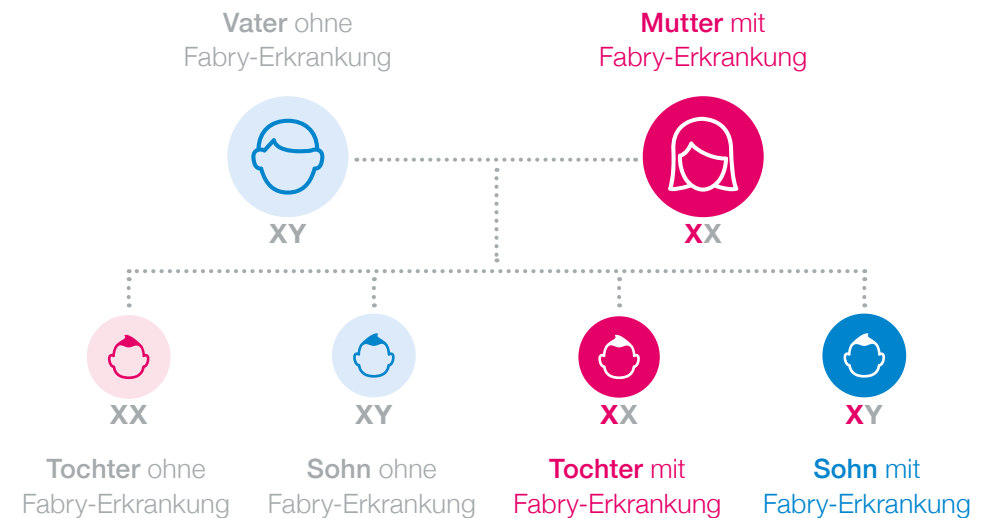 Vater ohne
Fabry-Erkrankung
Mutter mit
Fabry-Erkrankung
XY
XX
XX
XY
XX
XY
Tochter ohne
Fabry-Erkrankung
Sohn ohne
Fabry-Erkrankung
Tochter mit
Fabry-Erkrankung
Sohn mit
Fabry-Erkrankung